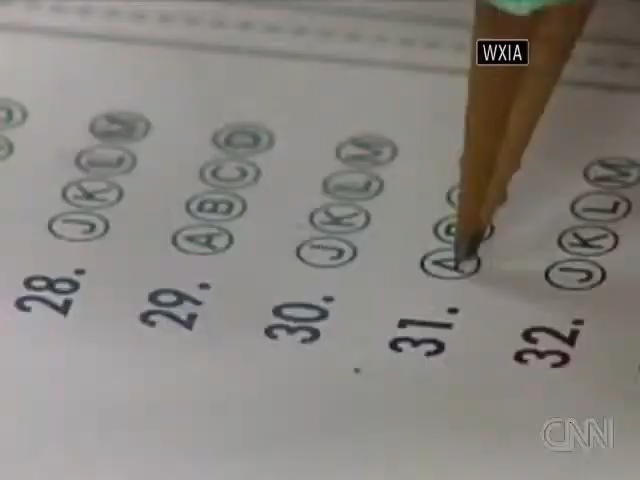 WXIA
28. J K L M
29. A B C D
30. J K L M
31. A B
32. J K L M
CNN